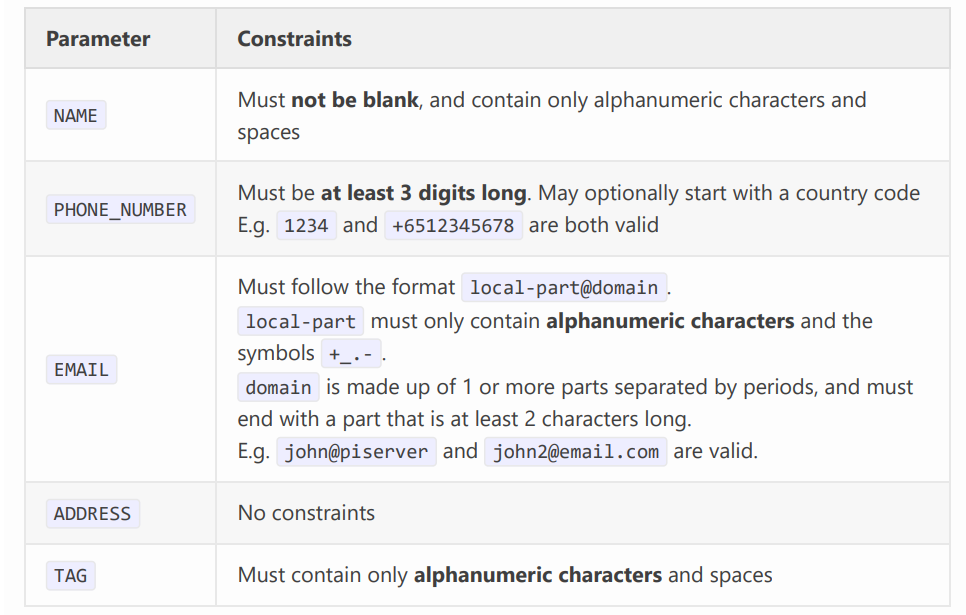 Parameter Constraints
NAME Must not be blank, and contain only alphanumeric characters and
spaces
PHONE_NUMBER Must be at least 3 digits long. May optionally start with a country code
E.g. 1234 and +6512345678 are both valid
EMAIL Must follow the format local-part@domain.
local-part must only contain alphanumeric characters and the
symbols +_.-.
domain is made up of 1 or more parts separated by periods, and must
end with a part that is at least 2 characters long.
E.g. john@piserver and john2@email.com are valid.
ADDRESS No constraints
TAG Must contain only alphanumeric characters and spaces